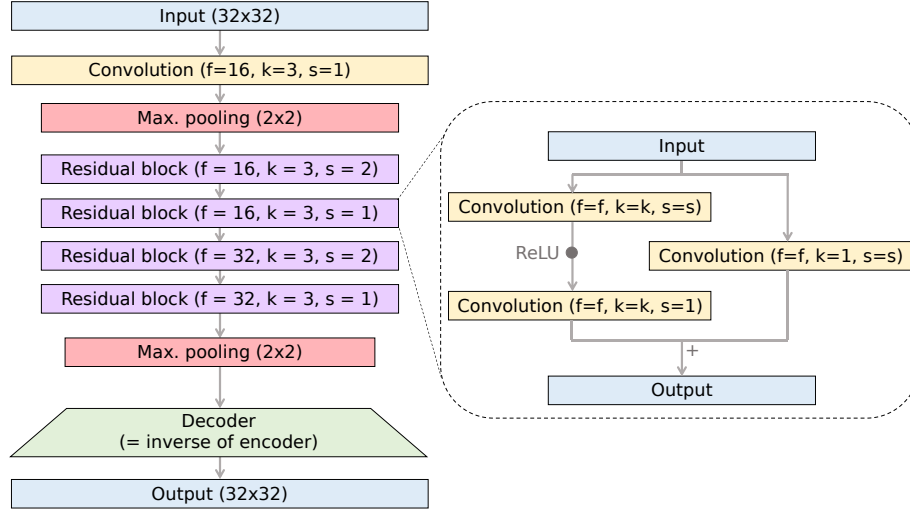 Input (32x32)
Convolution (f=16, k=3, s=1)
Max. pooling (2x2)
Residual block (f = 16, k = 3, s = 2)
Residual block (f = 16, k = 3, s = 1)
Residual block (f = 32, k = 3, s = 2)
Residual block (f = 32, k = 3, s = 1)
Max. pooling (2x2)
Decoder
(= inverse of encoder)
Output (32x32)
Input
Convolution (f=f, k=k, s=s)
ReLU
Convolution (f=f, k=1, s=s)
Convolution (f=f, k=k, s=1)
+
Output